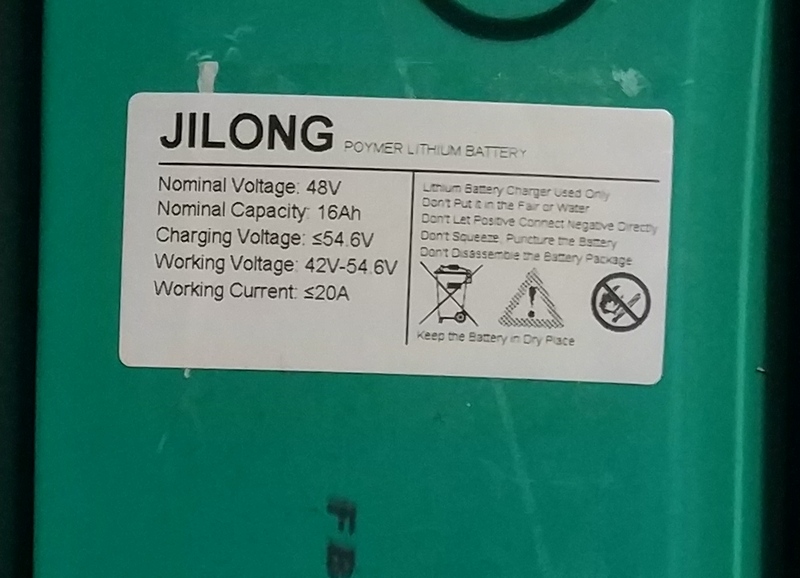 JILONG POYMER LITHIUM BATTERY
Nominal Voltage: 48V
Nominal Capacity: 16Ah
Charging Voltage: ≤54.6V
Working Voltage: 42V-54.6V
Working Current: ≤20A
Lithium Battery Charger Used Only
Don't Put it in the Fair or Water
Don't Let Positive Connect Negative Directly
Don't Squeeze, Puncture the Battery
Don't Disassemble the Battery Package
Keep the Battery in Dry Place